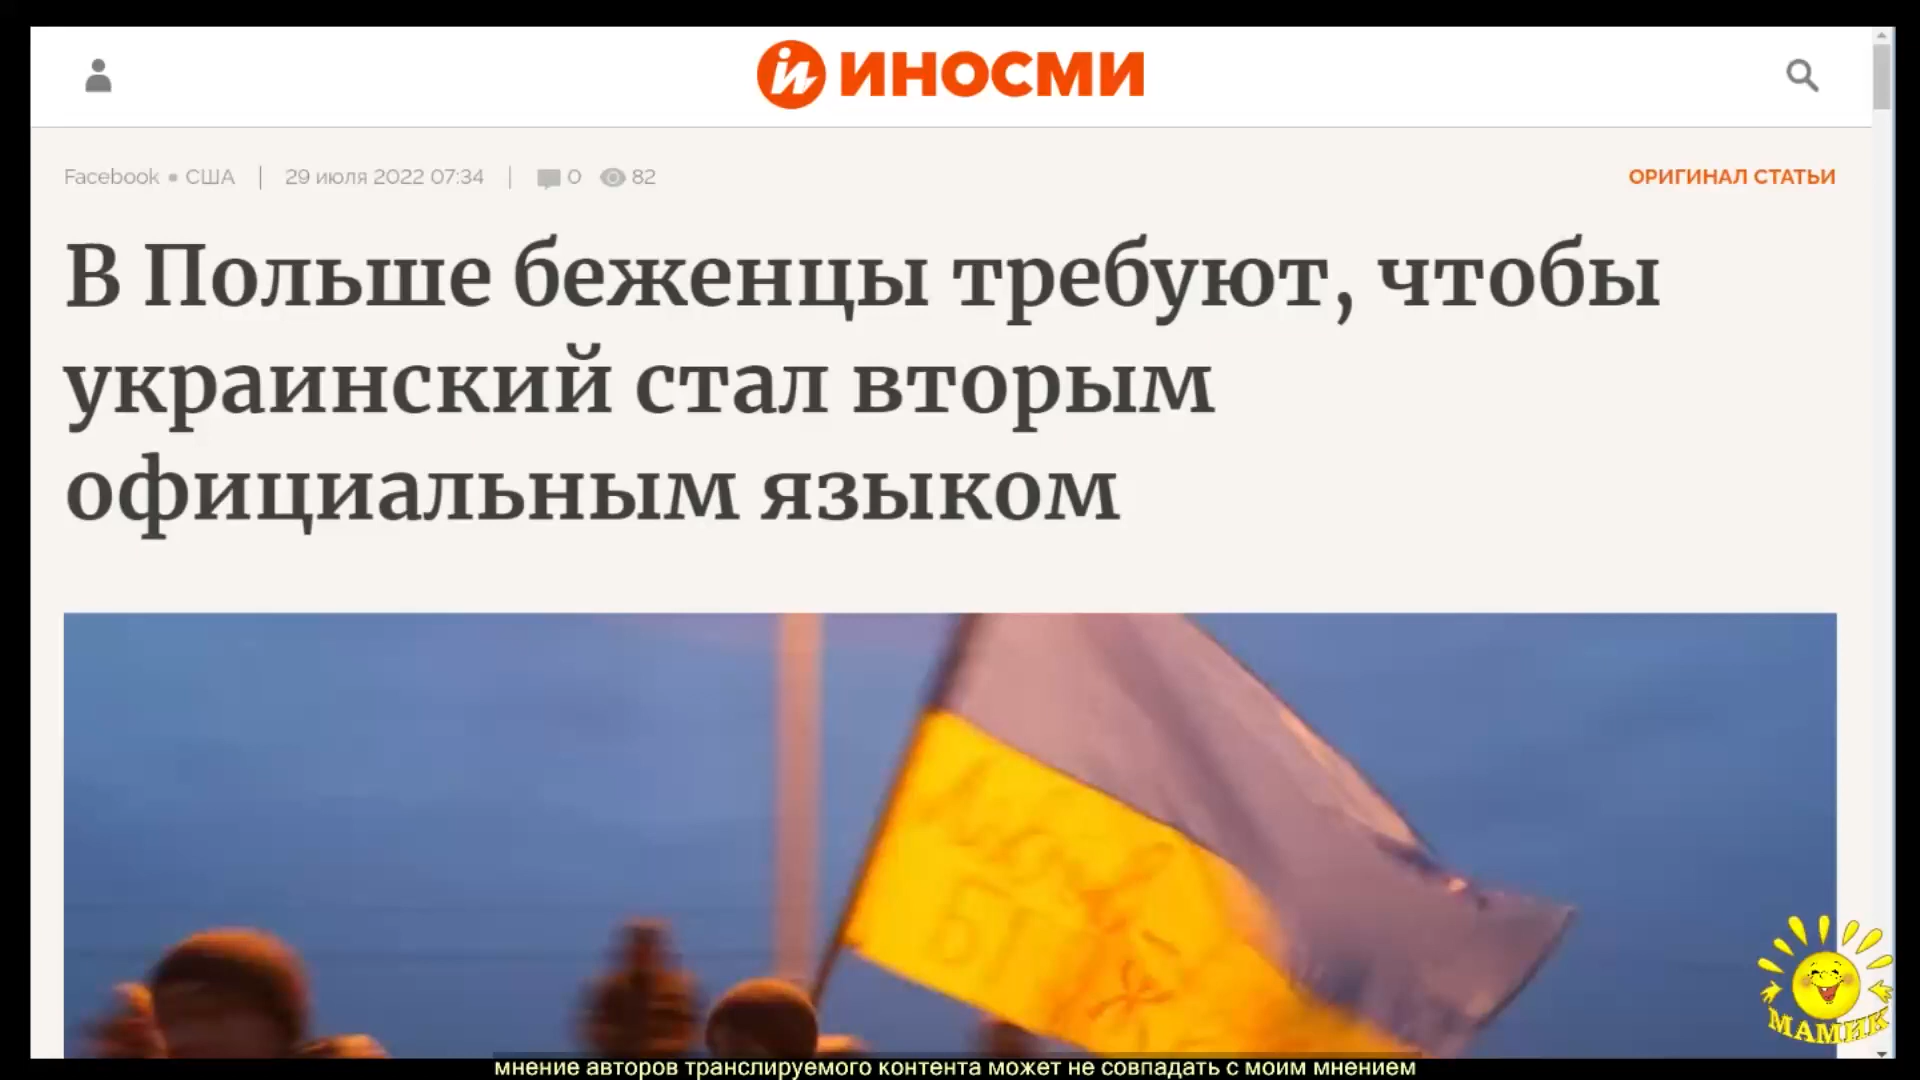 ИНОСМИ
Facebook • США | 29 июля 2022 07:34 | 0 82
ОРИГИНАЛ СТАТЬИ
В Польше беженцы требуют, чтобы
украинский стал вторым
официальным языком
МАМИК
мнение авторов транслируемого контента может не совпадать с моим мнением